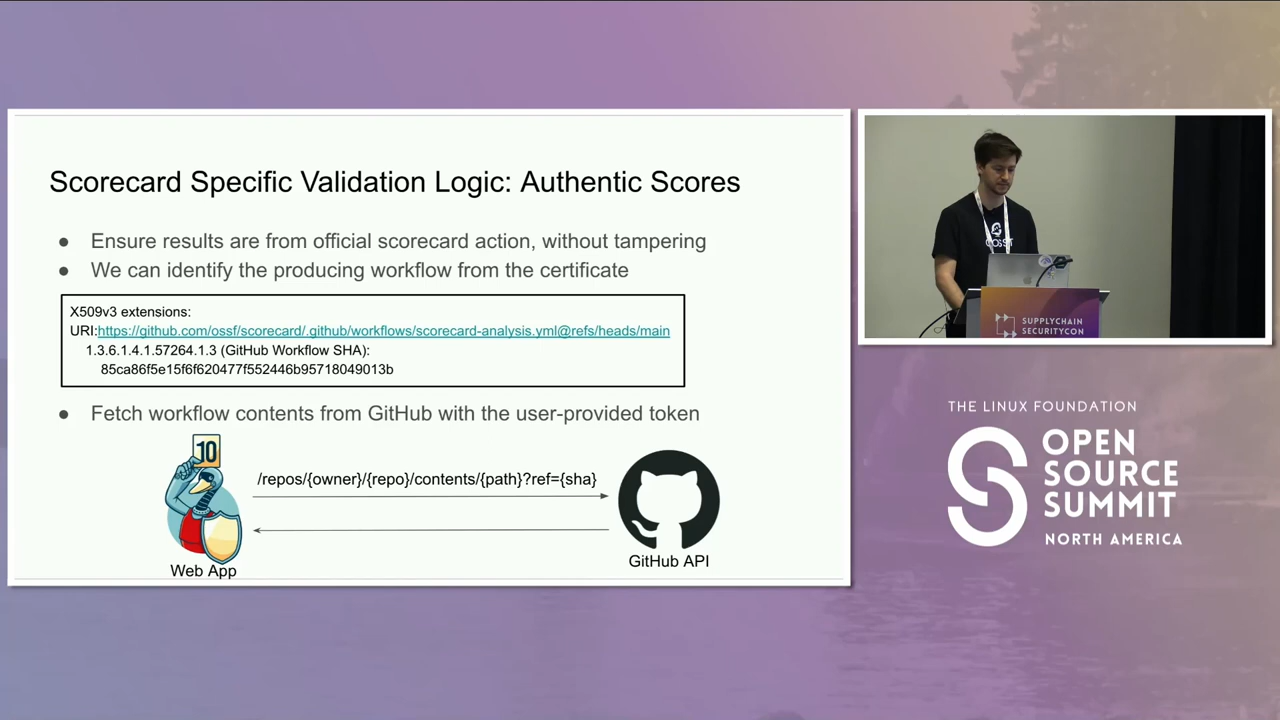 Scorecard Specific Validation Logic: Authentic Scores
● Ensure results are from official scorecard action, without tampering
● We can identify the producing workflow from the certificate
X509v3 extensions:
URI:https://github.com/ossf/scorecard/.github/workflows/scorecard-analysis.yml@refs/heads/main
1.3.6.1.4.1.57264.1.3 (GitHub Workflow SHA):
85ca86f5e15f6f620477f552446b95718049013b
● Fetch workflow contents from GitHub with the user-provided token
10
/repos/{owner}/{repo}/contents/{path}?ref={sha}
Web App
GitHub API
SUPPLYCHAIN
SECURITYCON
THE LINUX FOUNDATION
OPEN
SOURCE
SUMMIT
NORTH AMERICA